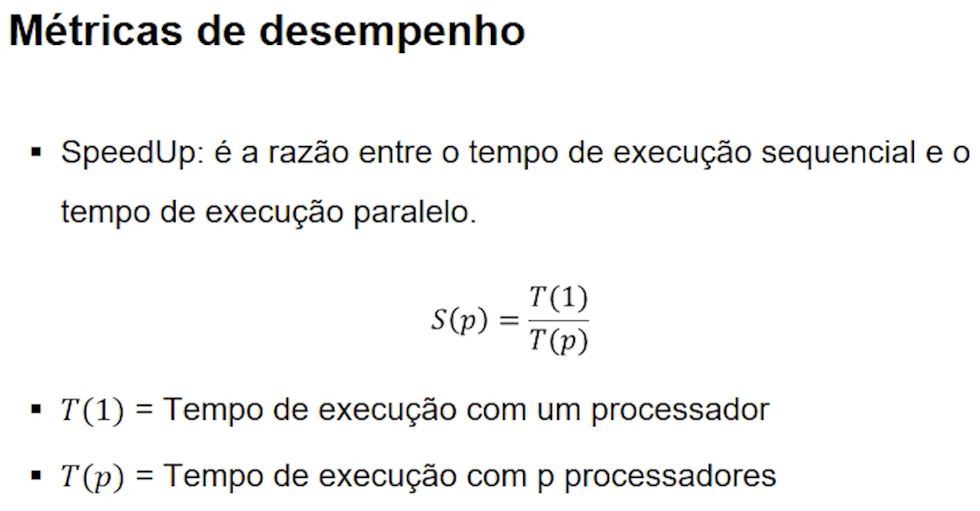 Métricas de desempenho
▪ SpeedUp: é a razão entre o tempo de execução sequencial e o
tempo de execução paralelo.
S(p) = T(1) / T(p)
▪ T(1) = Tempo de execução com um processador
▪ T(p) = Tempo de execução com p processadores